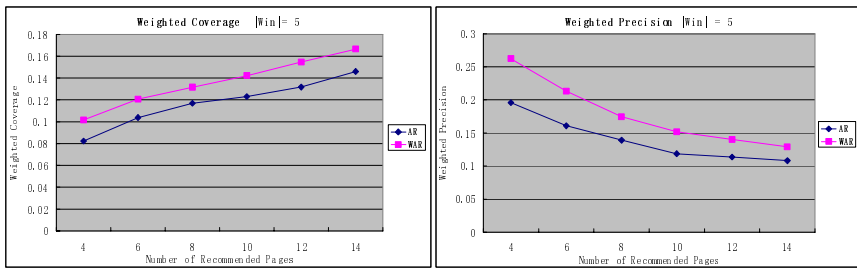 Weighted Coverage |Win|= 5
0.18
0.16
0.14
0.12
0.1
0.08
0.06
0.04
0.02
0
Weighted Coverage
4 6 8 10 12 14
Number of Recommended Pages
AR
WAR
Weighted Precision |Win| = 5
0.3
0.25
0.2
0.15
0.1
0.05
0
Weighted Precision
4 6 8 10 12 14
Number of Recommended Pages
AR
WAR